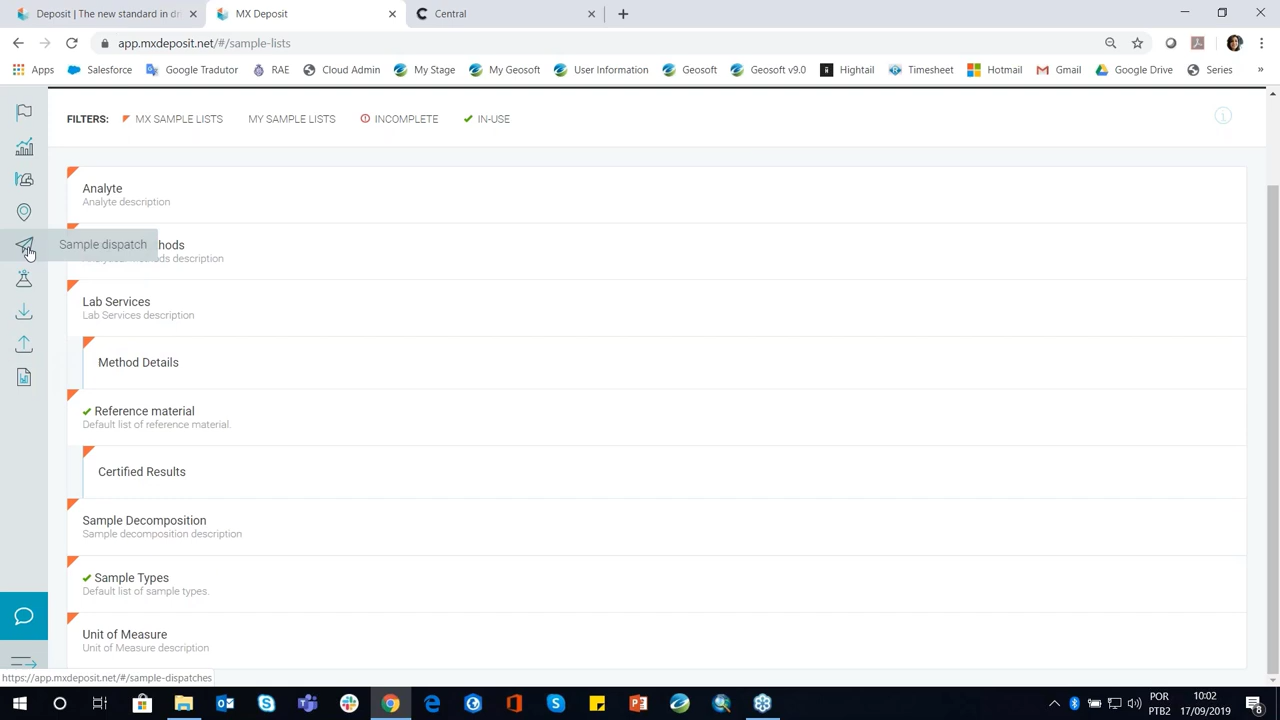 Deposit | The new standard in dr
MX Deposit
Central
app.mxdeposit.net/#/sample-lists
Apps
Salesforce
Google Tradutor
RAE
Cloud Admin
My Stage
My Geosoft
User Information
Geosoft
Geosoft v9.0
Hightail
Timesheet
Hotmail
Gmail
Google Drive
Series
»
FILTERS: MX SAMPLE LISTS MY SAMPLE LISTS INCOMPLETE IN-USE
Analyte
Analyte description
Sample dispatch
hods
description
Lab Services
Lab Services description
Method Details
Reference material
Default list of reference material.
Certified Results
Sample Decomposition
Sample decomposition description
Sample Types
Default list of sample types.
Unit of Measure
Unit of Measure description
https://app.mxdeposit.net/#/sample-dispatches
POR
PTB2
10:02
17/09/2019
8